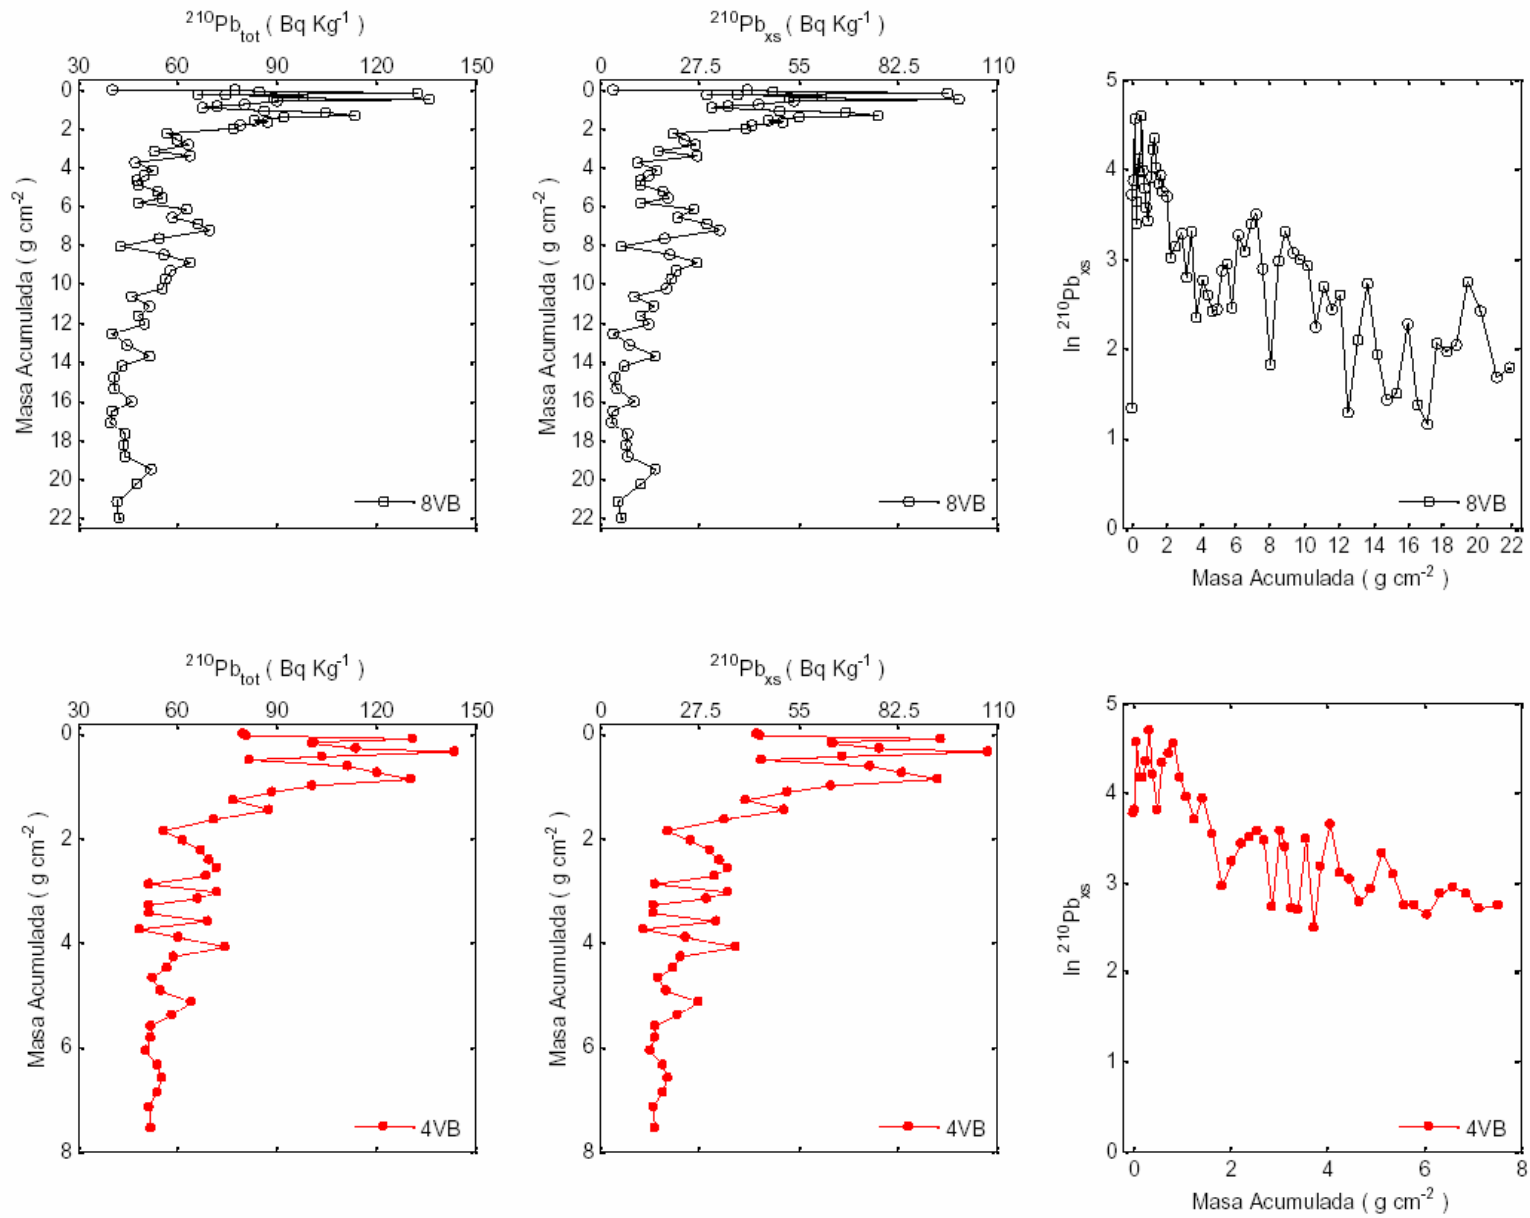 ²¹⁰Pb_tot ( Bq Kg⁻¹ )
30 60 90 120 150
0
2
4
6
8
10
12
14
16
18
20
22
Masa Acumulada ( g cm⁻² )
8VB
²¹⁰Pb_xs ( Bq Kg⁻¹ )
0 27.5 55 82.5 110
0
2
4
6
8
10
12
14
16
18
20
22
Masa Acumulada ( g cm⁻² )
8VB
5
4
3
2
1
0
ln ²¹⁰Pb_xs
8VB
0 2 4 6 8 10 12 14 16 18 20 22
Masa Acumulada ( g cm⁻² )
²¹⁰Pb_tot ( Bq Kg⁻¹ )
30 60 90 120 150
0
2
4
6
8
Masa Acumulada ( g cm⁻² )
4VB
²¹⁰Pb_xs ( Bq Kg⁻¹ )
0 27.5 55 82.5 110
0
2
4
6
8
Masa Acumulada ( g cm⁻² )
4VB
5
4
3
2
1
0
ln ²¹⁰Pb_xs
4VB
0 2 4 6 8
Masa Acumulada ( g cm⁻² )